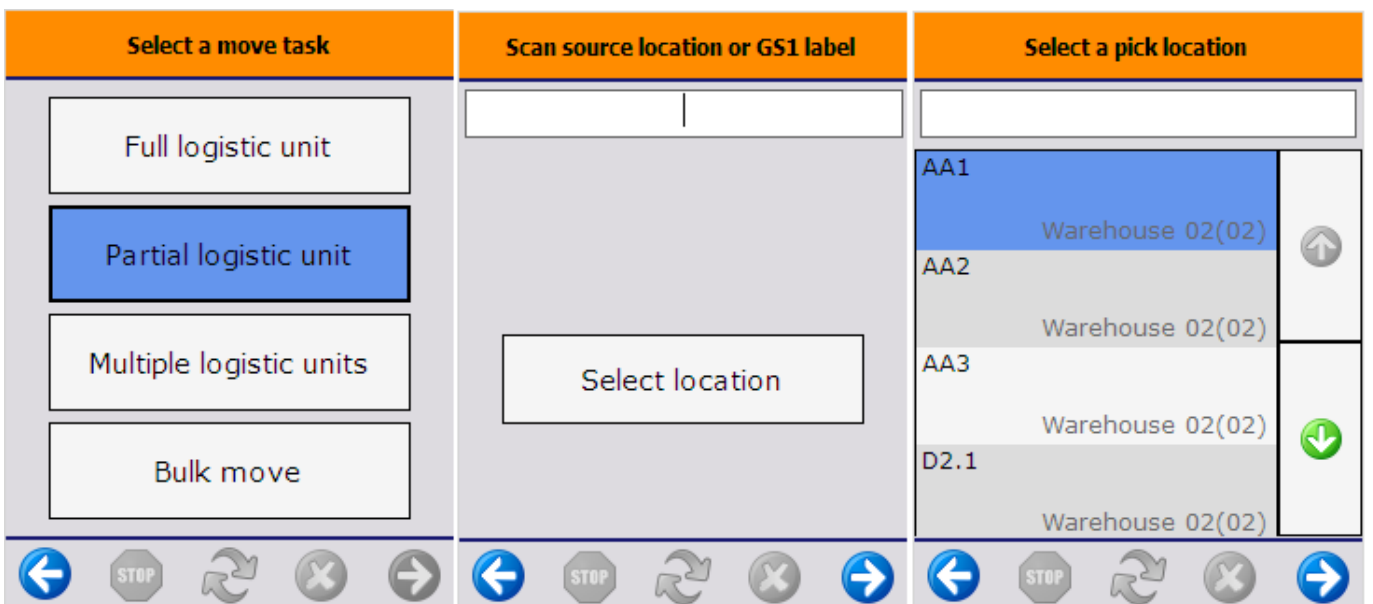 Select a move task
Full logistic unit
Partial logistic unit
Multiple logistic units
Bulk move
STOP
Scan source location or GS1 label
Select location
STOP
Select a pick location
AA1
Warehouse 02(02)
AA2
Warehouse 02(02)
AA3
Warehouse 02(02)
D2.1
Warehouse 02(02)
STOP